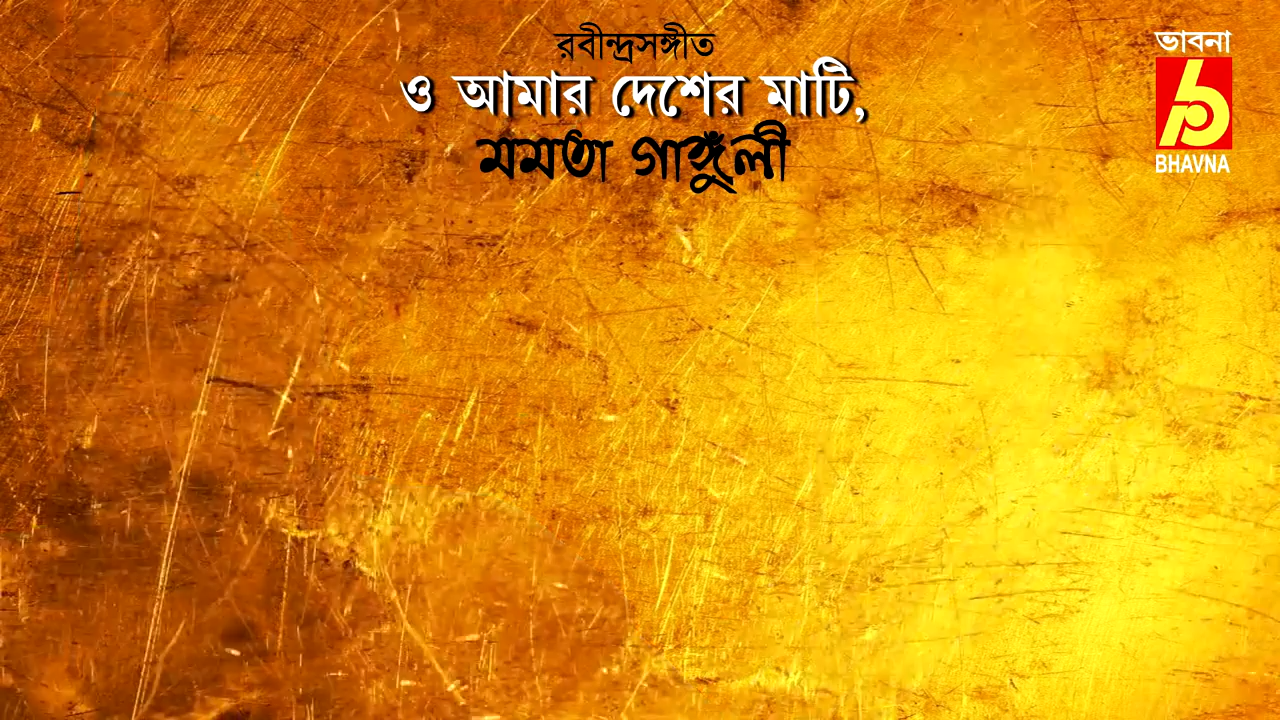 রবীন্দ্রসঙ্গীত
ও আমার দেশের মাটি,
মমতা গাঙ্গুলী
ভাবনা
BHAVNA